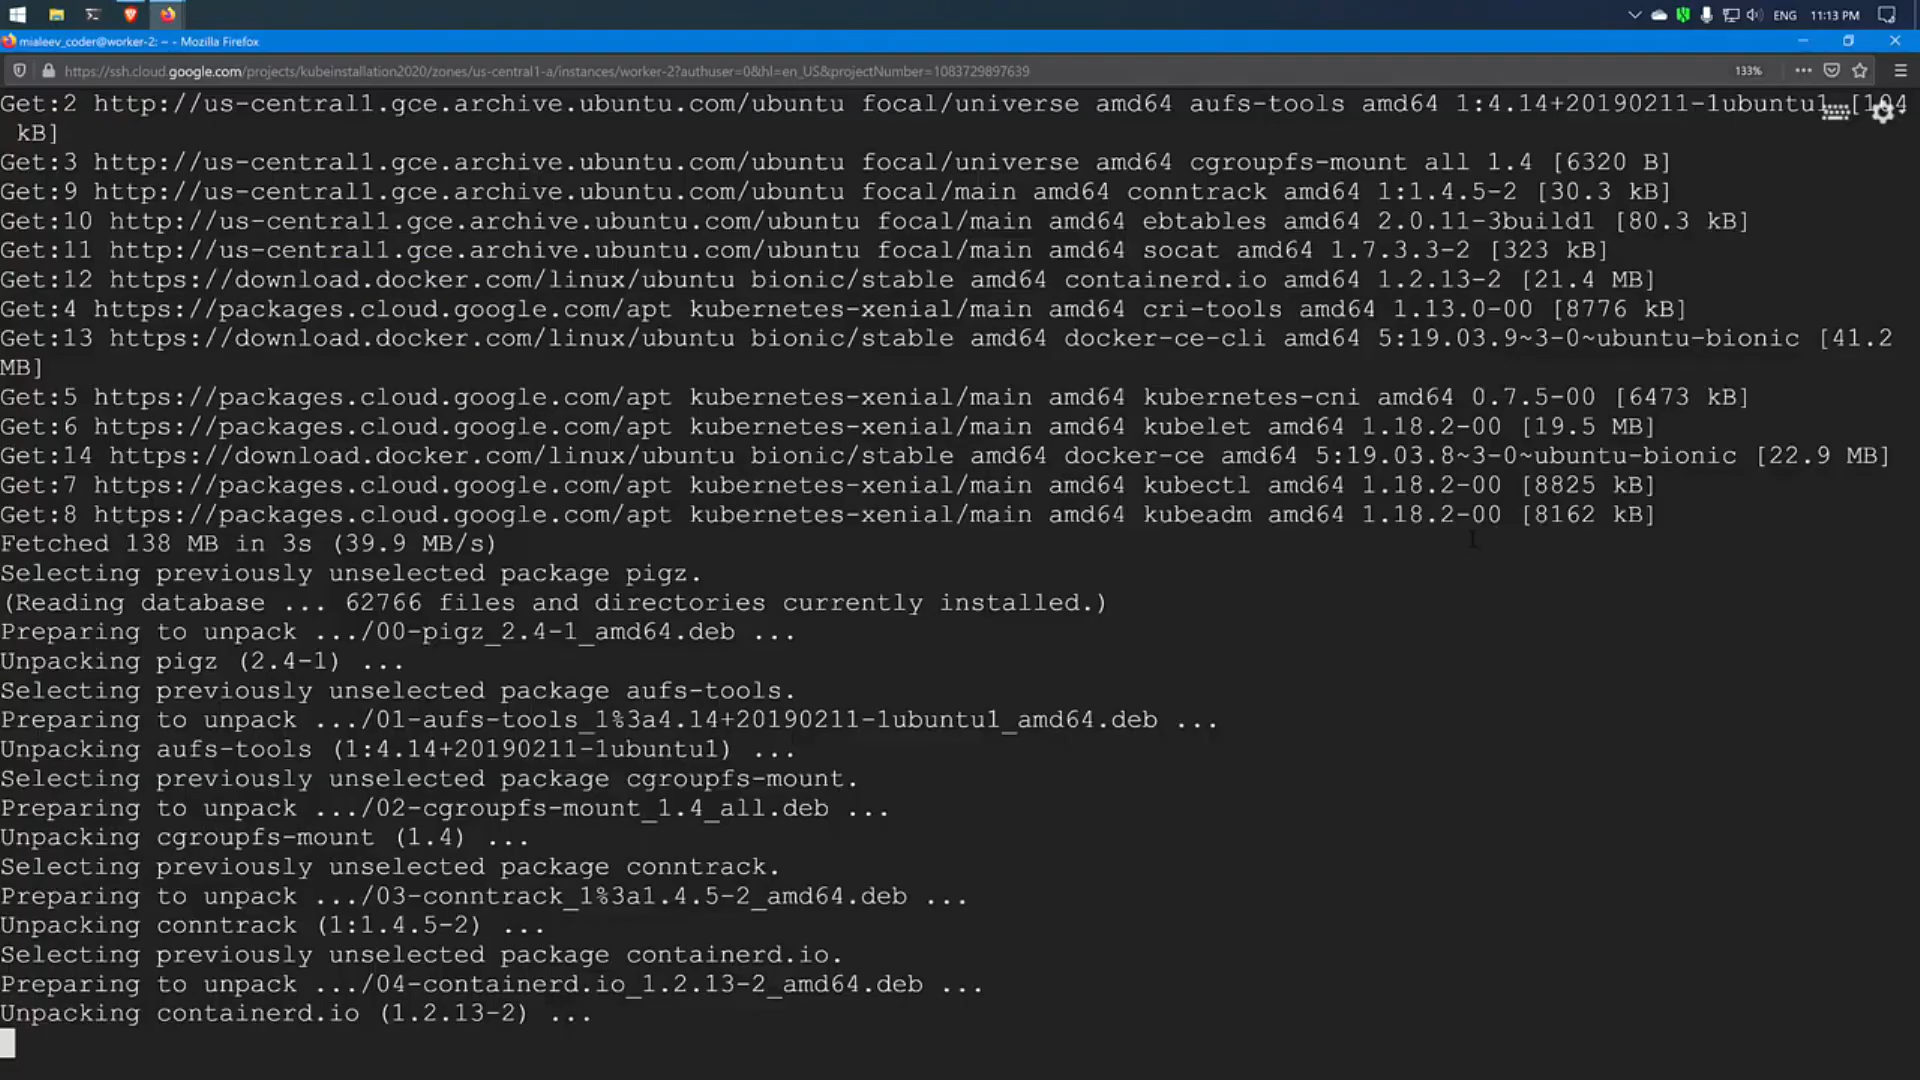 ENG 11:13 PM
mialeev_coder@worker-2: ~ - Mozilla Firefox
https://ssh.cloud.google.com/projects/kubeinstallation2020/zones/us-central1-a/instances/worker-2?authuser=0&hl=en_US&projectNumber=1083729897639 133%
Get:2 http://us-central1.gce.archive.ubuntu.com/ubuntu focal/universe amd64 aufs-tools amd64 1:4.14+20190211-1ubuntu1 [104
kB]
Get:3 http://us-central1.gce.archive.ubuntu.com/ubuntu focal/universe amd64 cgroupfs-mount all 1.4 [6320 B]
Get:9 http://us-central1.gce.archive.ubuntu.com/ubuntu focal/main amd64 conntrack amd64 1:1.4.5-2 [30.3 kB]
Get:10 http://us-central1.gce.archive.ubuntu.com/ubuntu focal/main amd64 ebtables amd64 2.0.11-3build1 [80.3 kB]
Get:11 http://us-central1.gce.archive.ubuntu.com/ubuntu focal/main amd64 socat amd64 1.7.3.3-2 [323 kB]
Get:12 https://download.docker.com/linux/ubuntu bionic/stable amd64 containerd.io amd64 1.2.13-2 [21.4 MB]
Get:4 https://packages.cloud.google.com/apt kubernetes-xenial/main amd64 cri-tools amd64 1.13.0-00 [8776 kB]
Get:13 https://download.docker.com/linux/ubuntu bionic/stable amd64 docker-ce-cli amd64 5:19.03.9~3-0~ubuntu-bionic [41.2
MB]
Get:5 https://packages.cloud.google.com/apt kubernetes-xenial/main amd64 kubernetes-cni amd64 0.7.5-00 [6473 kB]
Get:6 https://packages.cloud.google.com/apt kubernetes-xenial/main amd64 kubelet amd64 1.18.2-00 [19.5 MB]
Get:14 https://download.docker.com/linux/ubuntu bionic/stable amd64 docker-ce amd64 5:19.03.8~3-0~ubuntu-bionic [22.9 MB]
Get:7 https://packages.cloud.google.com/apt kubernetes-xenial/main amd64 kubectl amd64 1.18.2-00 [8825 kB]
Get:8 https://packages.cloud.google.com/apt kubernetes-xenial/main amd64 kubeadm amd64 1.18.2-00 [8162 kB]
Fetched 138 MB in 3s (39.9 MB/s)
Selecting previously unselected package pigz.
(Reading database ... 62766 files and directories currently installed.)
Preparing to unpack .../00-pigz_2.4-1_amd64.deb ...
Unpacking pigz (2.4-1) ...
Selecting previously unselected package aufs-tools.
Preparing to unpack .../01-aufs-tools_1%3a4.14+20190211-1ubuntu1_amd64.deb ...
Unpacking aufs-tools (1:4.14+20190211-1ubuntu1) ...
Selecting previously unselected package cgroupfs-mount.
Preparing to unpack .../02-cgroupfs-mount_1.4_all.deb ...
Unpacking cgroupfs-mount (1.4) ...
Selecting previously unselected package conntrack.
Preparing to unpack .../03-conntrack_1%3a1.4.5-2_amd64.deb ...
Unpacking conntrack (1:1.4.5-2) ...
Selecting previously unselected package containerd.io.
Preparing to unpack .../04-containerd.io_1.2.13-2_amd64.deb ...
Unpacking containerd.io (1.2.13-2) ...